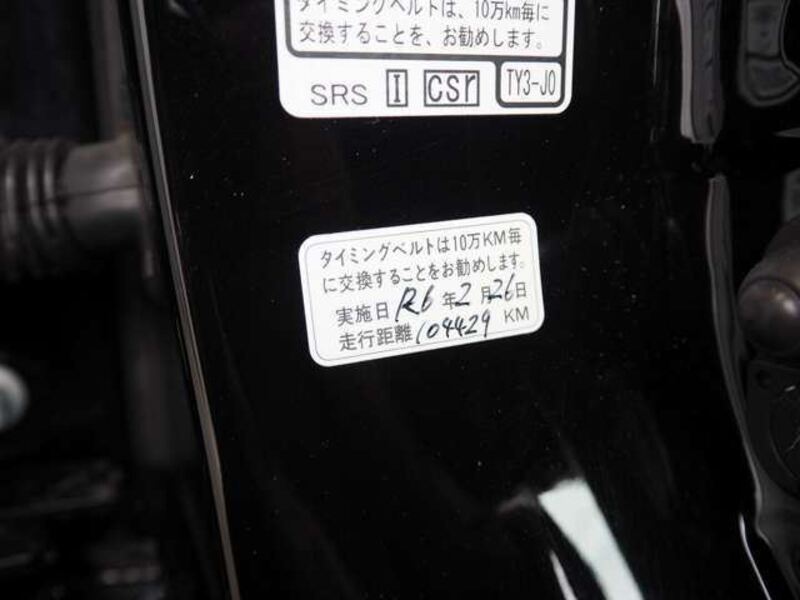 タイミングベルトは、10万km毎に
交換することを、お勧めします。
SRS I csr TY3-J0
タイミングベルトは10万KM毎
に交換することをお勧めします。
実施日 R6 年 2 月 26 日
走行距離 104429 KM